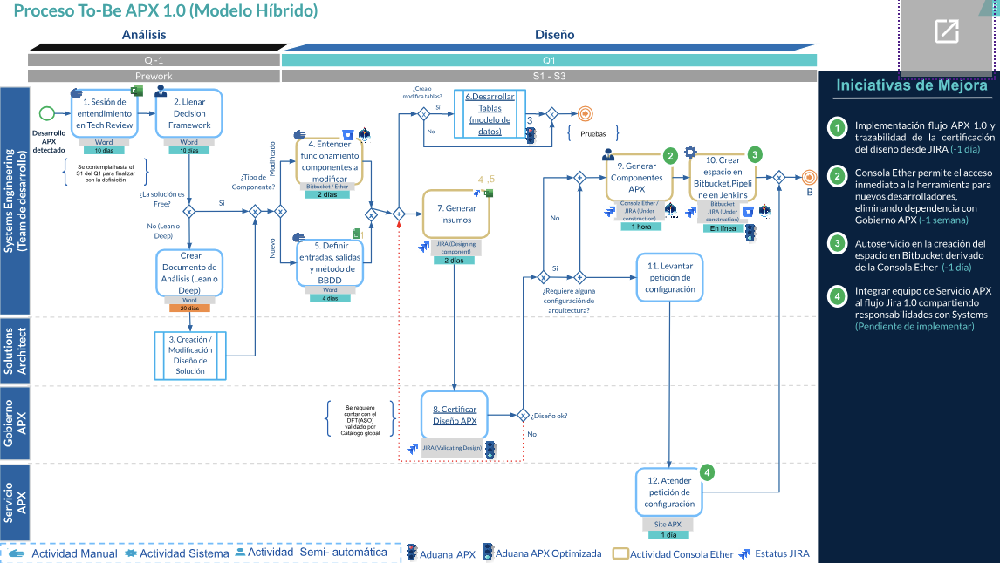 Proceso To-Be APX 1.0 (Modelo Híbrido)
Análisis
Diseño
Q -1
Q1
Prework
S1 - S3
Systems Engineering
(Team de desarrollo)
Desarrollo
APX
detectado
1. Sesión de
entendimiento
en Tech Review
Word
10 días
2. Llenar
Decision
Framework
Word
10 días
Se contempla hasta el
S1 del Q1 para finalizar
con la definición
¿La solución es
Free?
Sí
No (Lean o
Deep)
Crear
Documento de
Análisis (Lean o
Deep)
Word
20 días
¿Tipo de
Componente?
Modificado
Nuevo
4. Entender
funcionamiento
componentes a
modificar
Bitbucket / Ether
2 días
5. Definir
entradas, salidas
y método de
BBDD
Word
4 días
¿Crea o
modifica tablas?
Sí
No
6.Desarrollar
Tablas
(modelo de
datos)
3
Pruebas
4 .5
7. Generar
insumos
JIRA (Designing
component)
2 días
No
Sí
¿Requiere alguna
configuración de
arquitectura?
2
9. Generar
Componentes
APX
Consola Ether /
JIRA (Under
construction)
1 hora
3
10. Crear
espacio en
Bitbucket,Pipeli
ne en Jenkins
Bitbucket
JIRA (Under
construction)
En línea
B
11. Levantar
petición de
configuración
Solutions
Architect
3. Creación /
Modificación
Diseño de
Solución
Gobierno
APX
Se requiere
contar con el
DFT(ASO)
validado por
Catálogo global
8. Certificar
Diseño APX
JIRA (Validating Design)
¿Diseño ok?
No
Servicio
APX
4
12. Atender
petición de
configuración
Site APX
1 día
Actividad Manual
Actividad Sistema
Actividad Semi- automática
Aduana APX
Aduana APX Optimizada
Actividad Consola Ether
Estatus JIRA
Iniciativas de Mejora
1
Implementación flujo APX 1.0 y
trazabilidad de la certificación
del diseño desde JIRA (-1 día)
2
Consola Ether permite el acceso
inmediato a la herramienta para
nuevos desarrolladores,
eliminando dependencia con
Gobierno APX (-1 semana)
3
Autoservicio en la creación del
espacio en Bitbucket derivado
de la Consola Ether (-1 día)
4
Integrar equipo de Servicio APX
al flujo Jira 1.0 compartiendo
responsabilidades con Systems
(Pendiente de implementar)